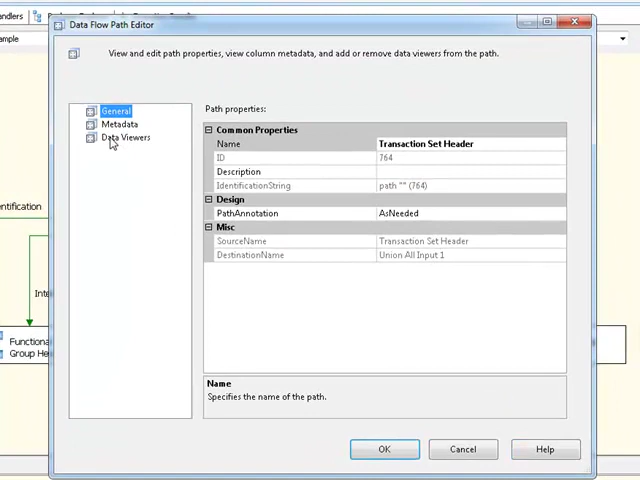 andlers
Data Flow Path Editor
ample
View and edit path properties, view column metadata, and add or remove data viewers from the path.
General
Metadata
Data Viewers
Path properties:
Common Properties
Name Transaction Set Header
ID 764
Description
IdentificationString path "" (764)
Design
PathAnnotation AsNeeded
Misc
SourceName Transaction Set Header
DestinationName Union All Input 1
entification
Inte
Functiona
Group He
Name
Specifies the name of the path.
OK Cancel Help